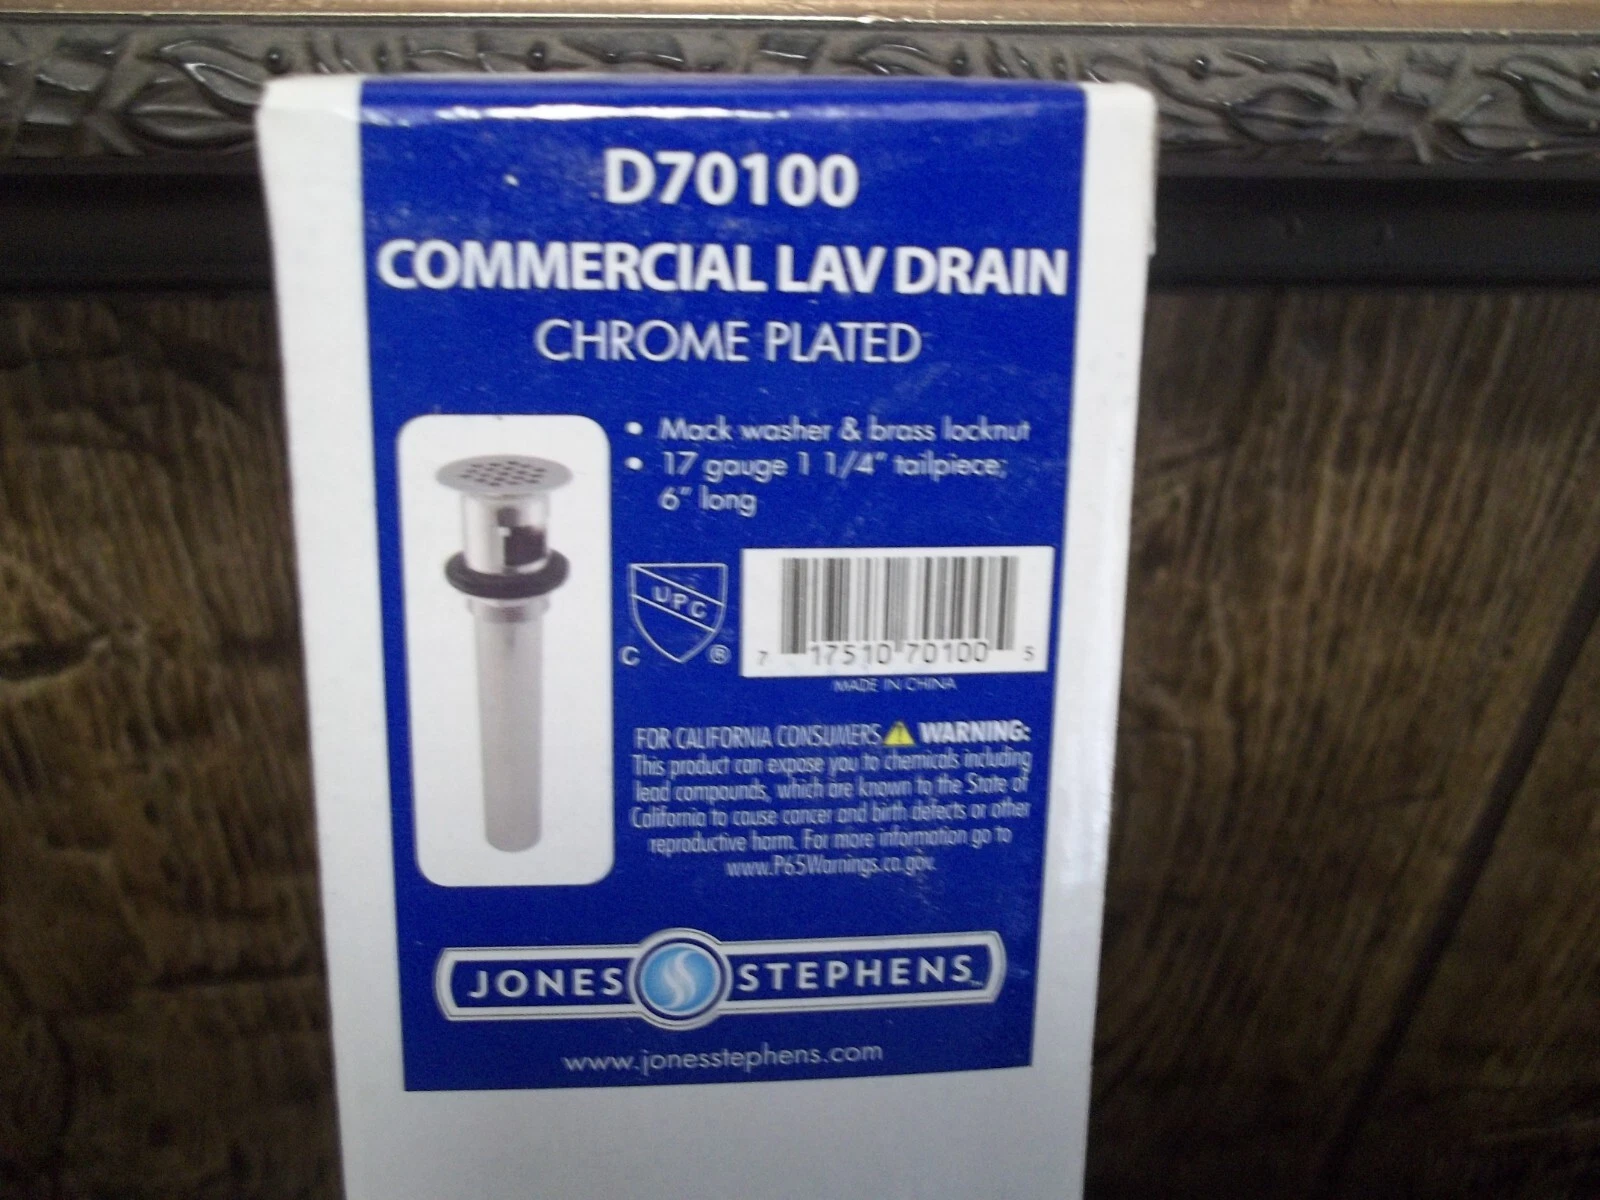 D70100
COMMERCIAL LAV DRAIN
CHROME PLATED
• Mack washer & brass locknut
• 17 gauge 1 1/4" tailpiece;
6" long
UPC
C ®
7 17510 70100 5
MADE IN CHINA
FOR CALIFORNIA CONSUMERS ⚠ WARNING:
This product can expose you to chemicals including
lead compounds, which are known to the State of
California to cause cancer and birth defects or other
reproductive harm. For more information go to
www.P65Warnings.ca.gov.
JONES STEPHENS™
www.jonesstephens.com